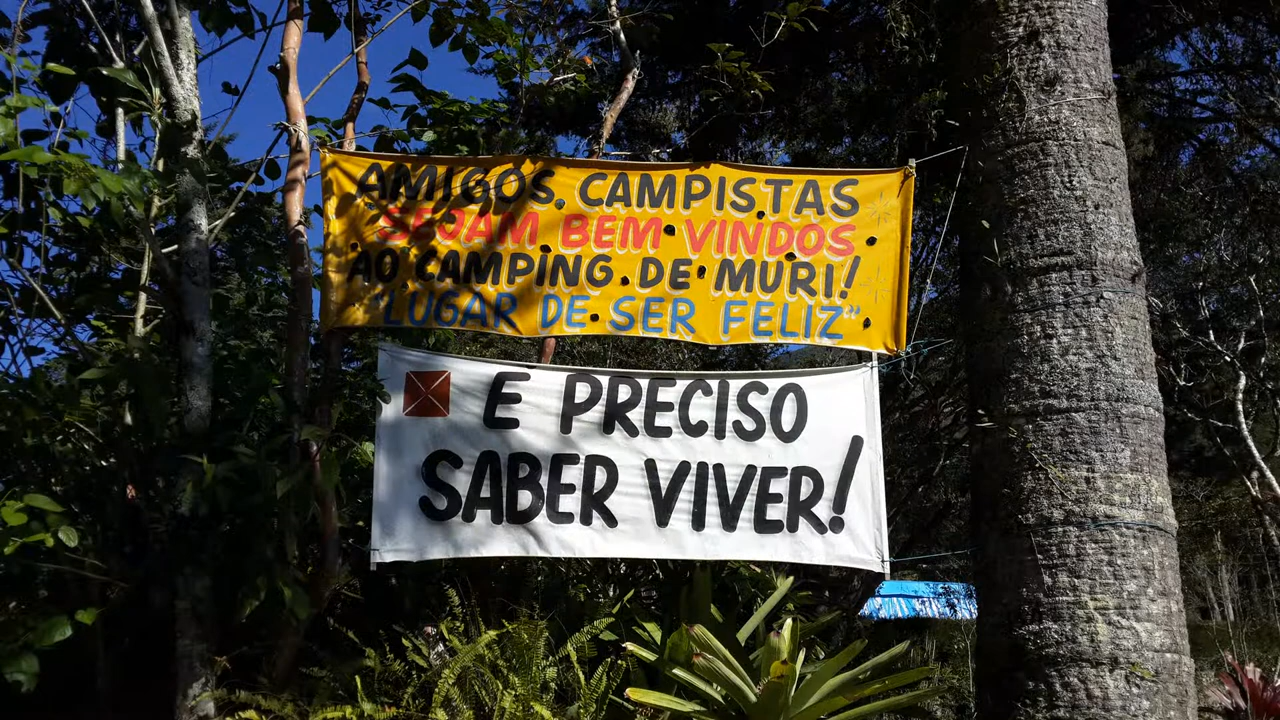 AMIGOS CAMPISTAS
SEJAM BEM VINDOS
AO CAMPING DE MURI!
"LUGAR DE SER FELIZ"
E PRECISO
SABER VIVER!